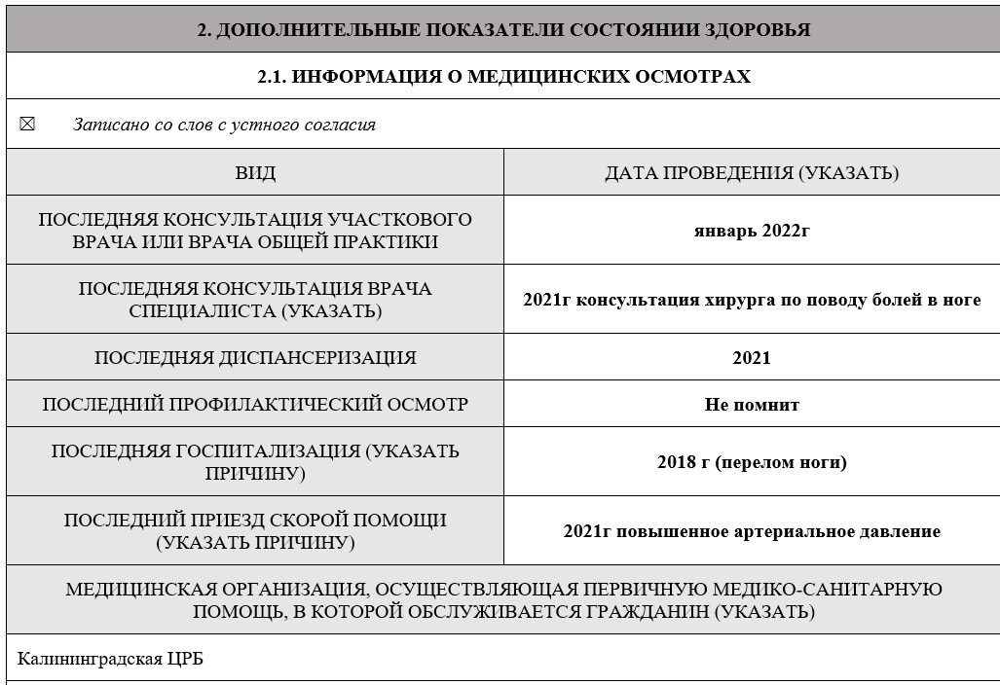 2. ДОПОЛНИТЕЛЬНЫЕ ПОКАЗАТЕЛИ СОСТОЯНИИ ЗДОРОВЬЯ
2.1. ИНФОРМАЦИЯ О МЕДИЦИНСКИХ ОСМОТРАХ
☒ Записано со слов с устного согласия
ВИД
ДАТА ПРОВЕДЕНИЯ (УКАЗАТЬ)
ПОСЛЕДНЯЯ КОНСУЛЬТАЦИЯ УЧАСТКОВОГО
ВРАЧА ИЛИ ВРАЧА ОБЩЕЙ ПРАКТИКИ
январь 2022г
ПОСЛЕДНЯЯ КОНСУЛЬТАЦИЯ ВРАЧА
СПЕЦИАЛИСТА (УКАЗАТЬ)
2021г консультация хирурга по поводу болей в ноге
ПОСЛЕДНЯЯ ДИСПАНСЕРИЗАЦИЯ
2021
ПОСЛЕДНИЙ ПРОФИЛАКТИЧЕСКИЙ ОСМОТР
Не помнит
ПОСЛЕДНЯЯ ГОСПИТАЛИЗАЦИЯ (УКАЗАТЬ
ПРИЧИНУ)
2018 г (перелом ноги)
ПОСЛЕДНИЙ ПРИЕЗД СКОРОЙ ПОМОЩИ
(УКАЗАТЬ ПРИЧИНУ)
2021г повышенное артериальное давление
МЕДИЦИНСКАЯ ОРГАНИЗАЦИЯ, ОСУЩЕСТВЛЯЮЩАЯ ПЕРВИЧНУЮ МЕДИКО-САНИТАРНУЮ
ПОМОЩЬ, В КОТОРОЙ ОБСЛУЖИВАЕТСЯ ГРАЖДАНИН (УКАЗАТЬ)
Калининградская ЦРБ